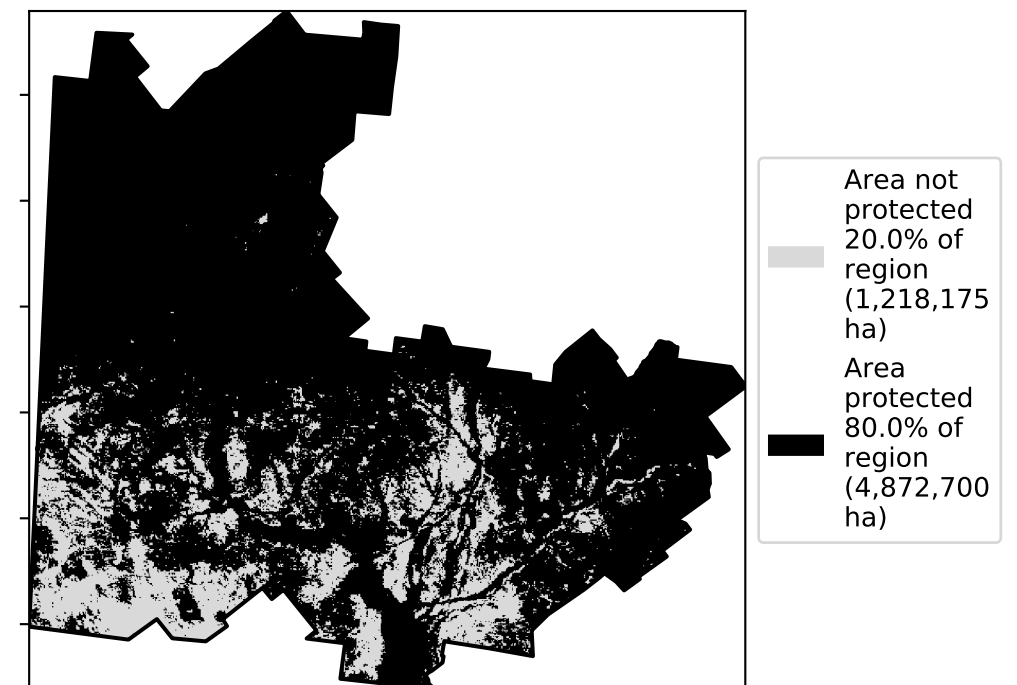 Area not
protected
20.0% of
region
(1,218,175
ha)
Area
protected
80.0% of
region
(4,872,700
ha)